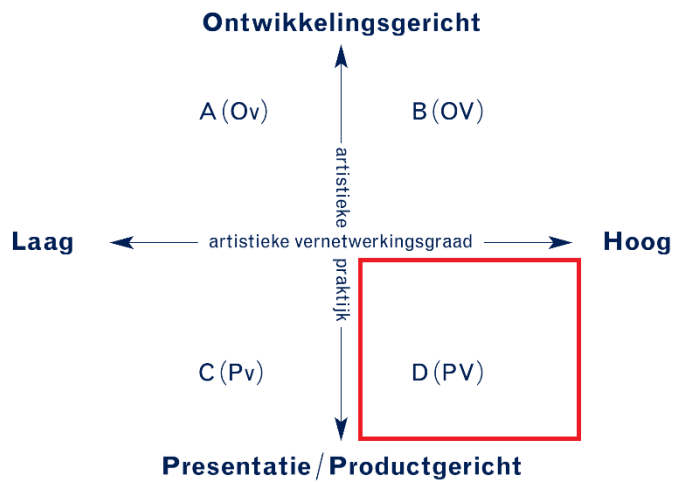 Ontwikkelingsgericht
A (Ov) B (OV)
artistieke
Laag artistieke vernetwerkingsgraad Hoog
praktijk
C (Pv) D (PV)
Presentatie / Productgericht